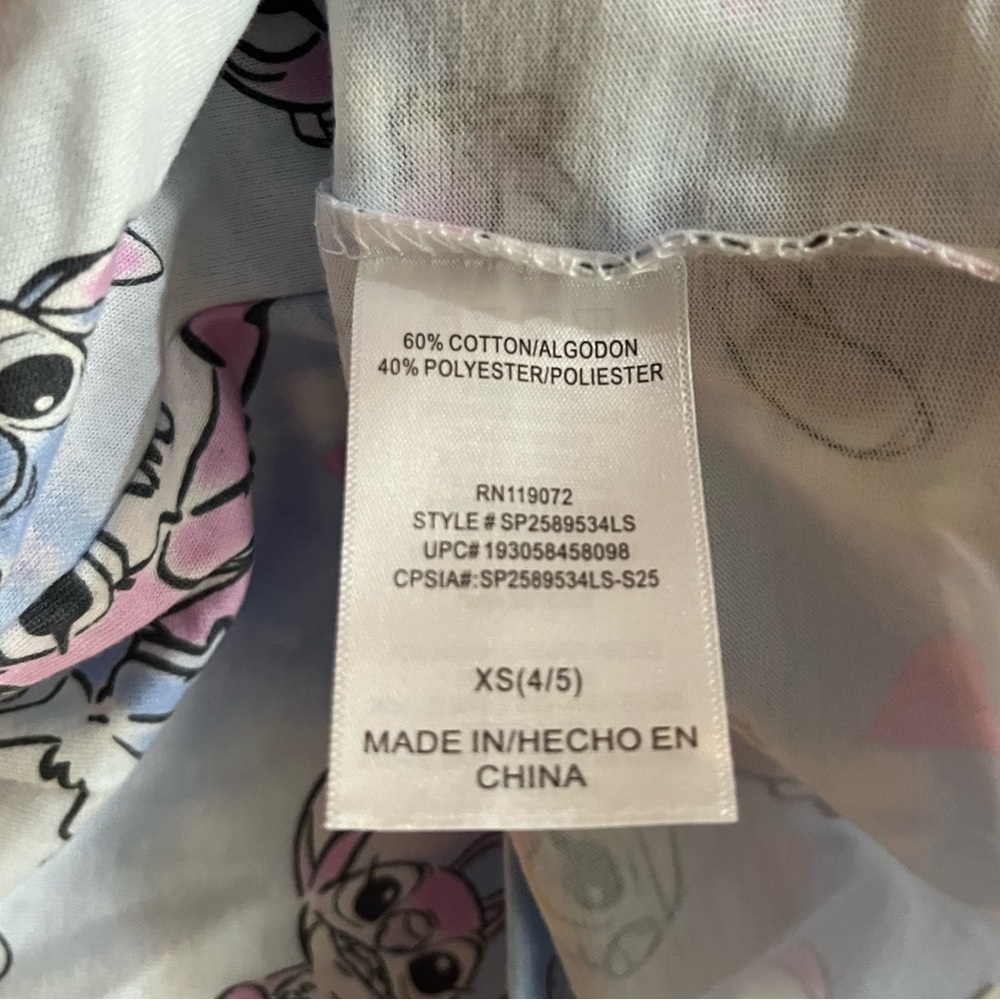 60% COTTON/ALGODON
40% POLYESTER/POLIESTER
RN119072
STYLE # SP2589534LS
UPC# 193058458098
CPSIA#: SP2589534LS-S25
XS(4/5)
MADE IN/HECHO EN
CHINA